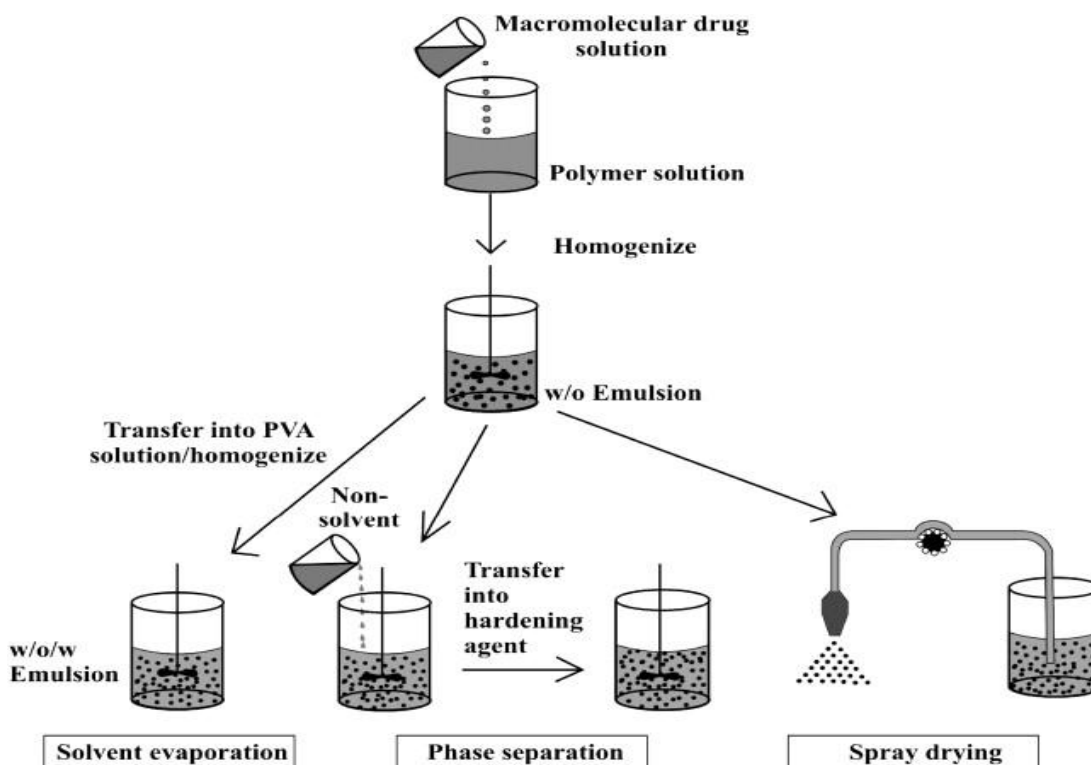 Macromolecular drug
solution
Polymer solution
Homogenize
w/o Emulsion
Transfer into PVA
solution/homogenize
Non-
solvent
Transfer
into
hardening
agent
w/o/w
Emulsion
Solvent evaporation
Phase separation
Spray drying